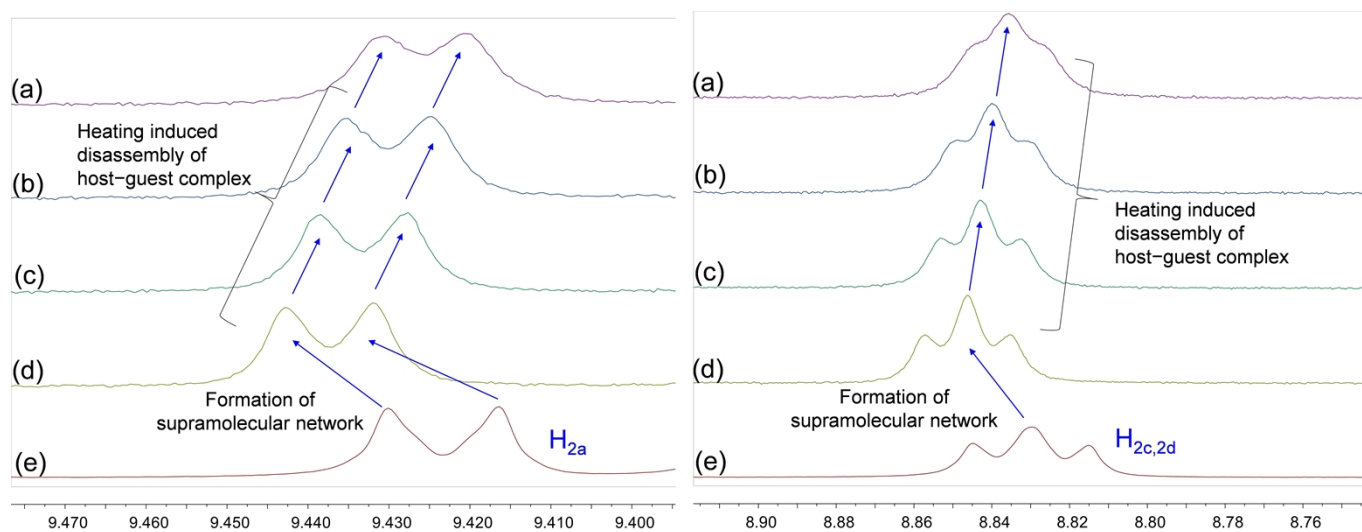 (a)
Heating induced
disassembly of
host−guest complex
(b)
(c)
(d)
Formation of
supramolecular network
(e)
H2a
9.470 9.460 9.450 9.440 9.430 9.420 9.410 9.400
(a)
(b)
Heating induced
disassembly of
host−guest complex
(c)
(d)
Formation of
supramolecular network
H2c,2d
(e)
8.90 8.88 8.86 8.84 8.82 8.80 8.78 8.76